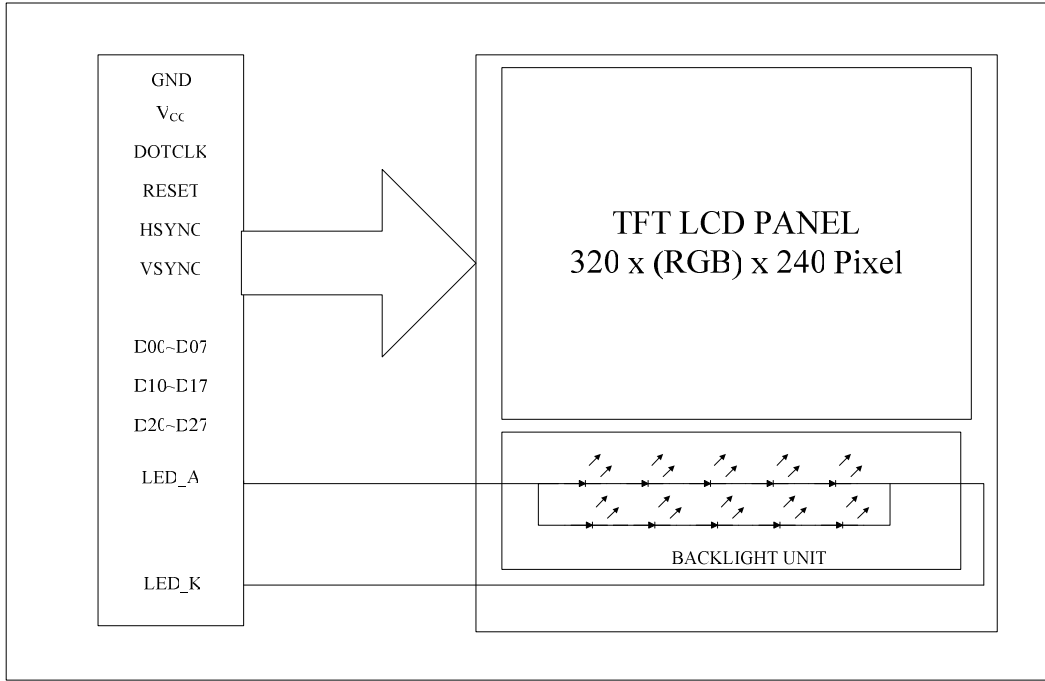 GND
Vcc
DOTCLK
RESET
HSYNC
VSYNC
D00~D07
D10~D17
D20~D27
LED_A
LED_K
TFT LCD PANEL
320 x (RGB) x 240 Pixel
BACKLIGHT UNIT